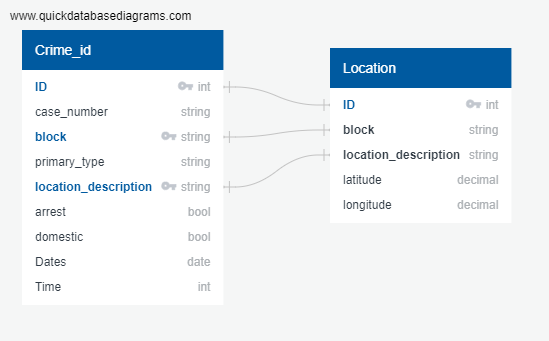 www.quickdatabasediagrams.com
Crime_id
ID int
case_number string
block string
primary_type string
location_description string
arrest bool
domestic bool
Dates date
Time int
Location
ID int
block string
location_description string
latitude decimal
longitude decimal